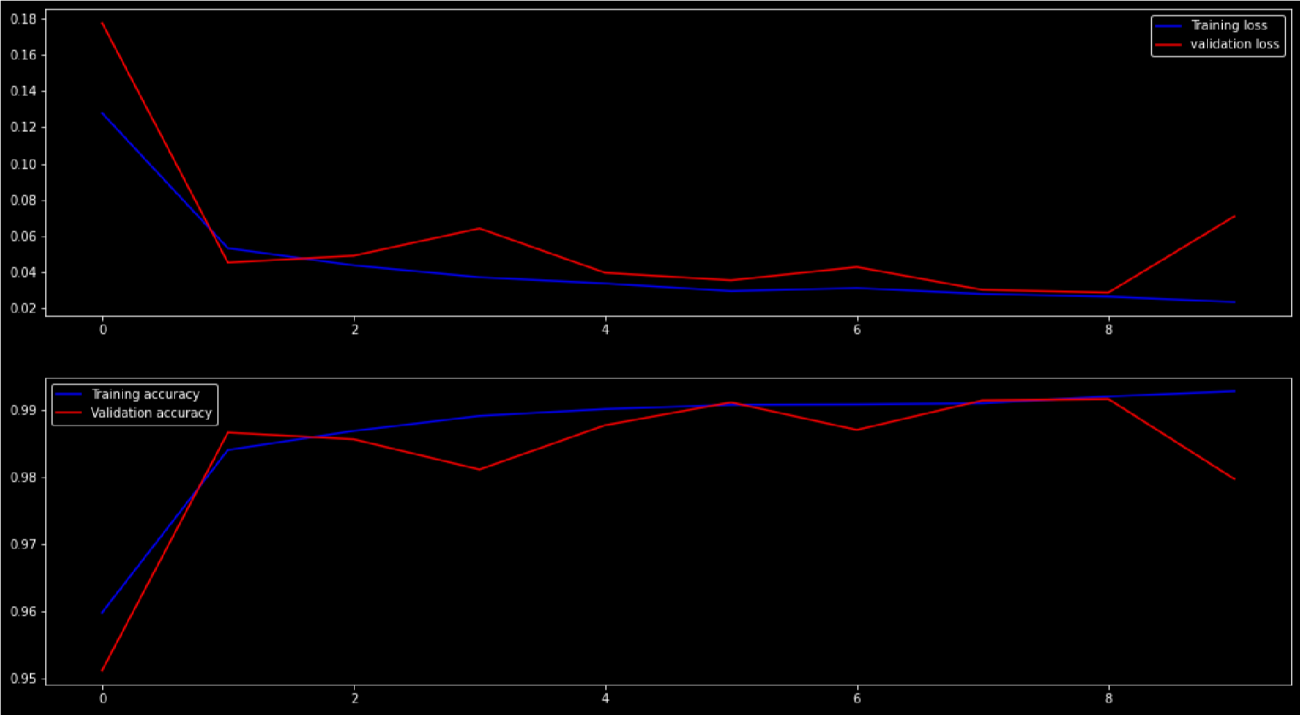 0.18
0.16
0.14
0.12
0.10
0.08
0.06
0.04
0.02
0 2 4 6 8
Training loss
validation loss
0.99
0.98
0.97
0.96
0.95
0 2 4 6 8
Training accuracy
Validation accuracy